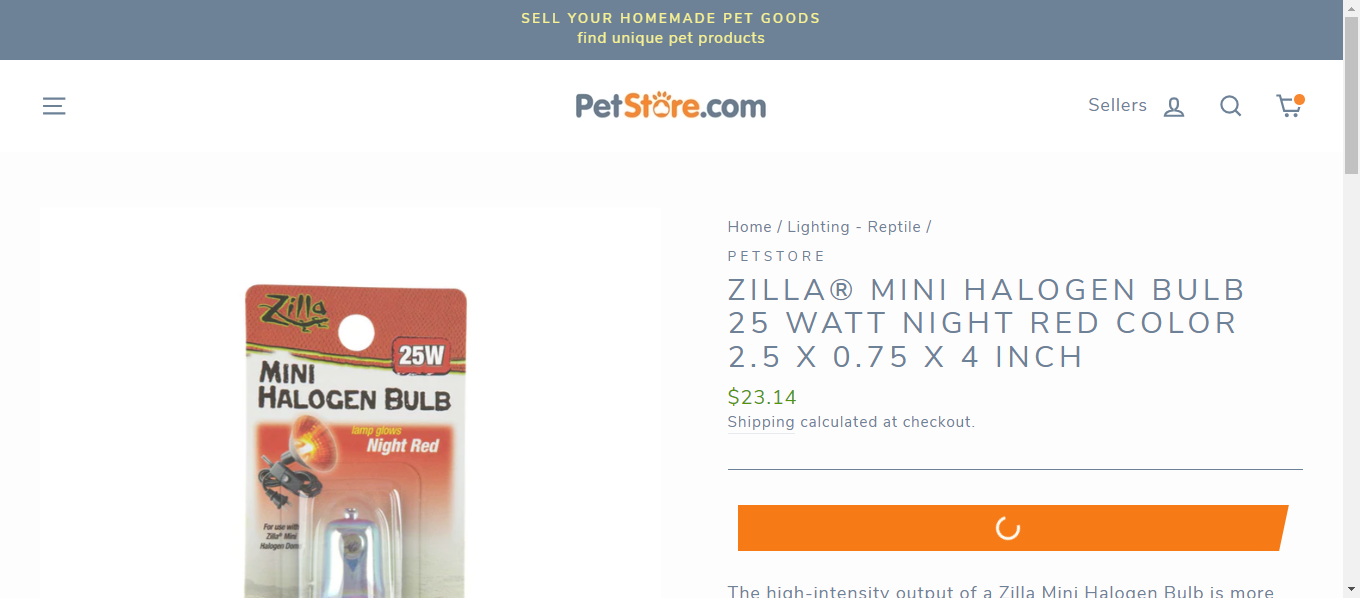 SELL YOUR HOMEMADE PET GOODS
find unique pet products
PetStore.com
Sellers
Home / Lighting - Reptile /
PETSTORE
ZILLA® MINI HALOGEN BULB
25 WATT NIGHT RED COLOR
2.5 X 0.75 X 4 INCH
$23.14
Shipping calculated at checkout.
The high-intensity output of a Zilla Mini Halogen Bulb is more
Zilla
25W
MINI
HALOGEN BULB
lamp glows
Night Red
For use with
Zilla® Mini
Halogen Dome